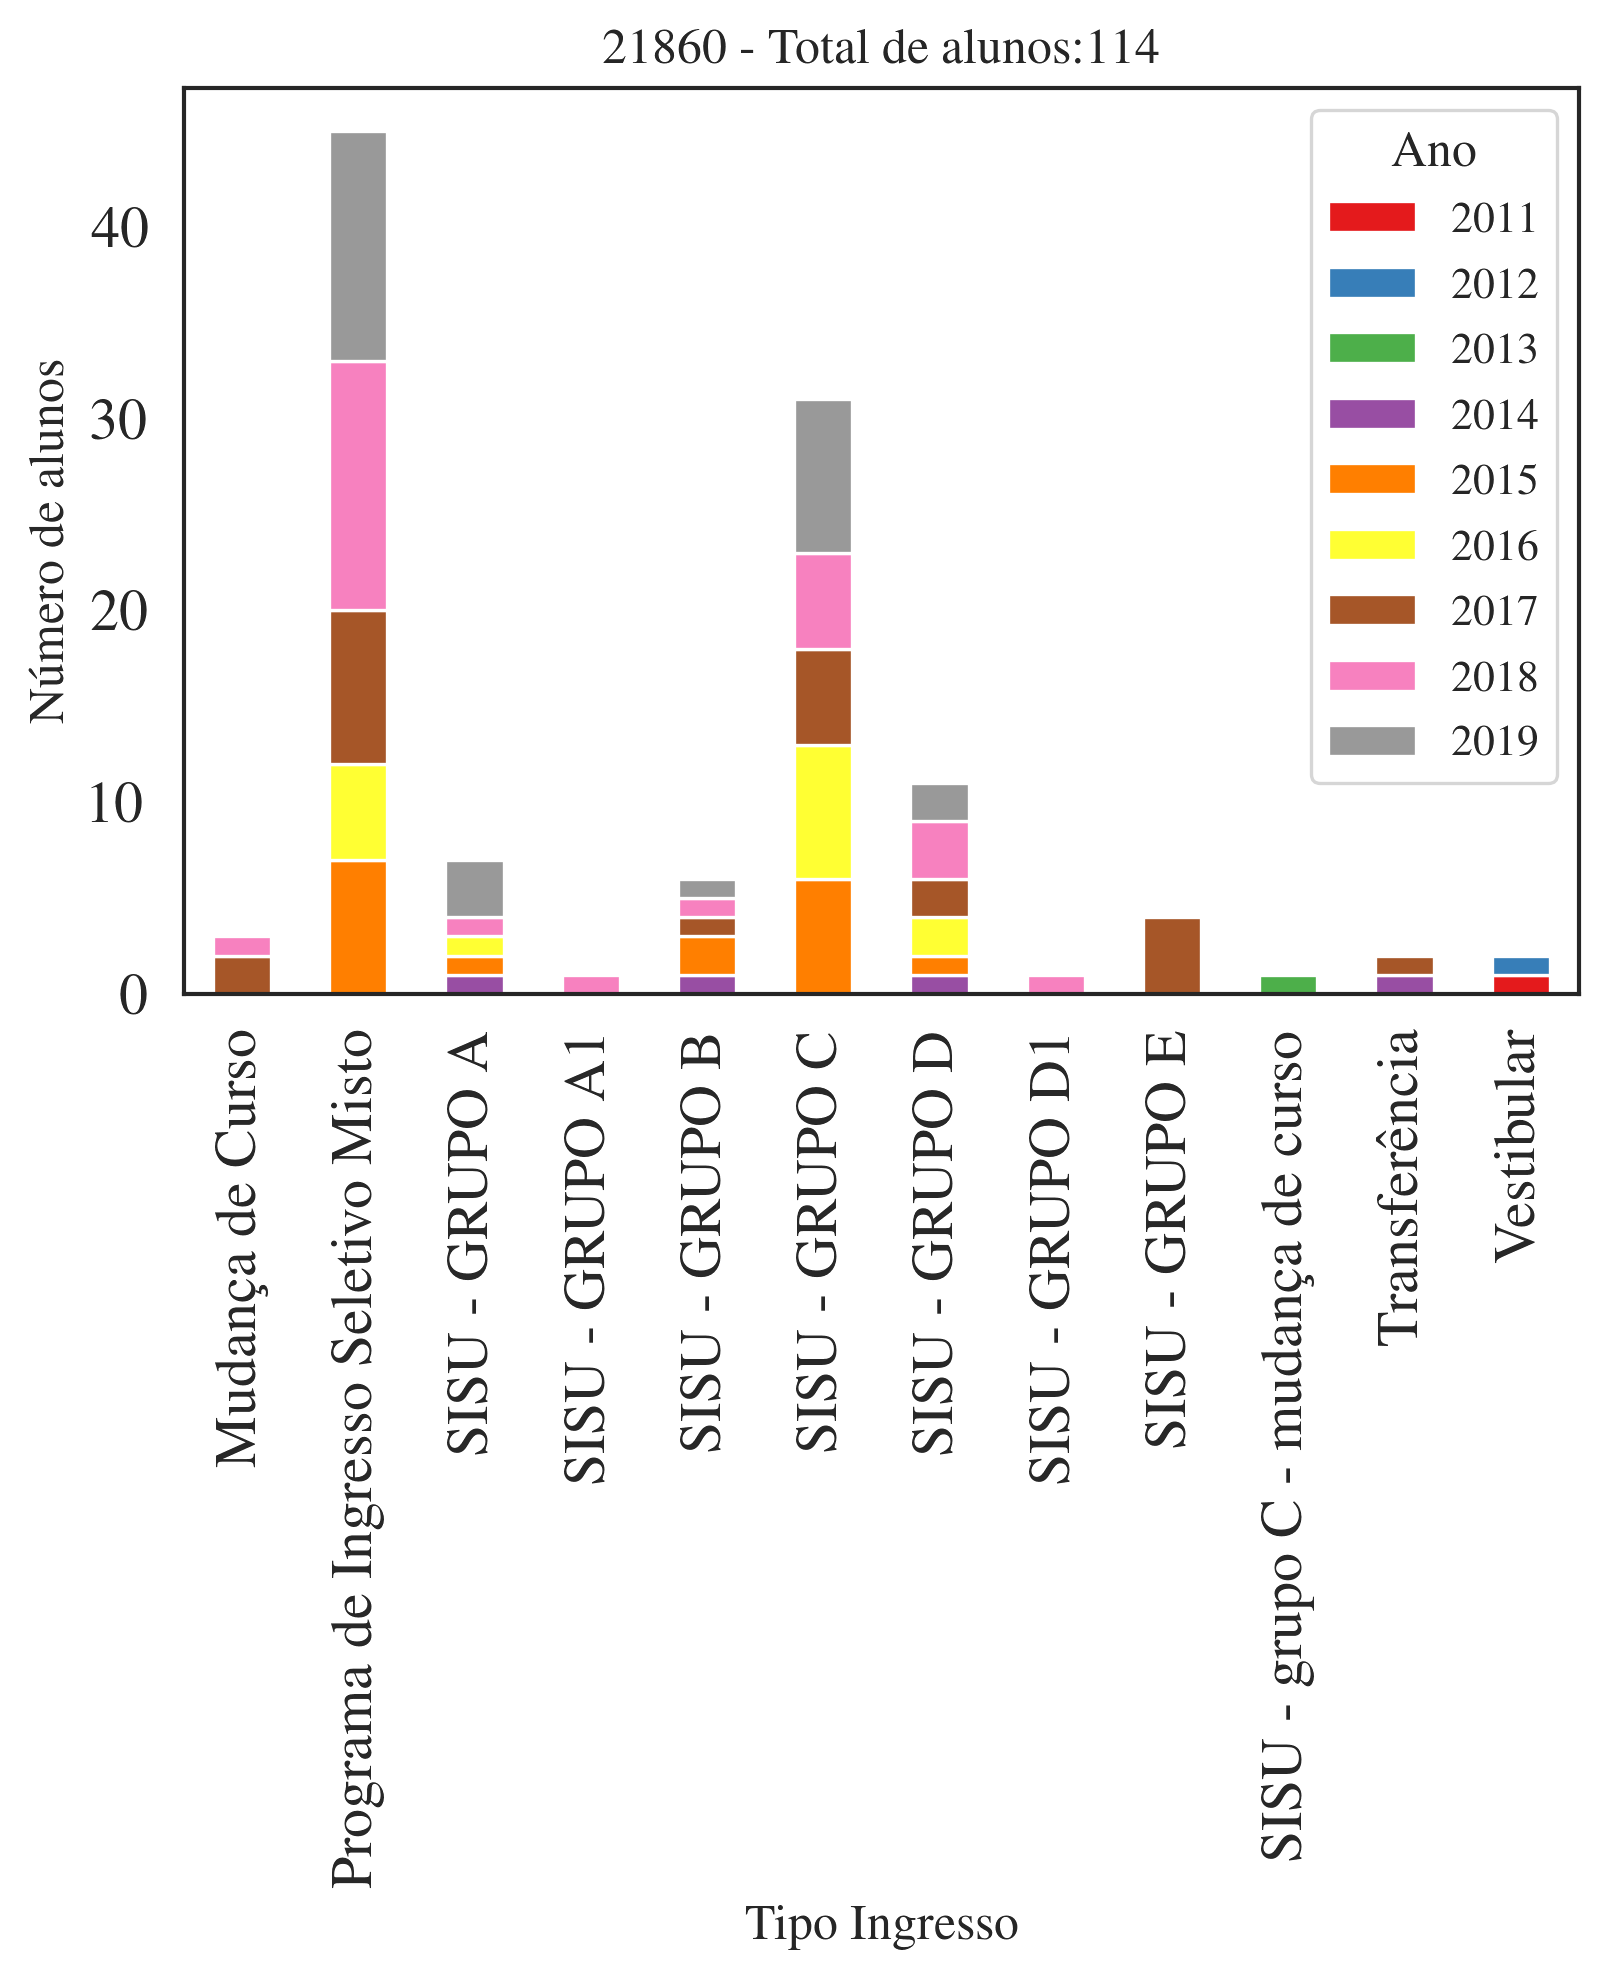 21860 - Total de alunos:114
Número de alunos
40
30
20
10
0
Ano
2011
2012
2013
2014
2015
2016
2017
2018
2019
Mudança de Curso
Programa de Ingresso Seletivo Misto
SISU - GRUPO A
SISU - GRUPO A1
SISU - GRUPO B
SISU - GRUPO C
SISU - GRUPO D
SISU - GRUPO D1
SISU - GRUPO E
SISU - grupo C - mudança de curso
Transferência
Vestibular
Tipo Ingresso